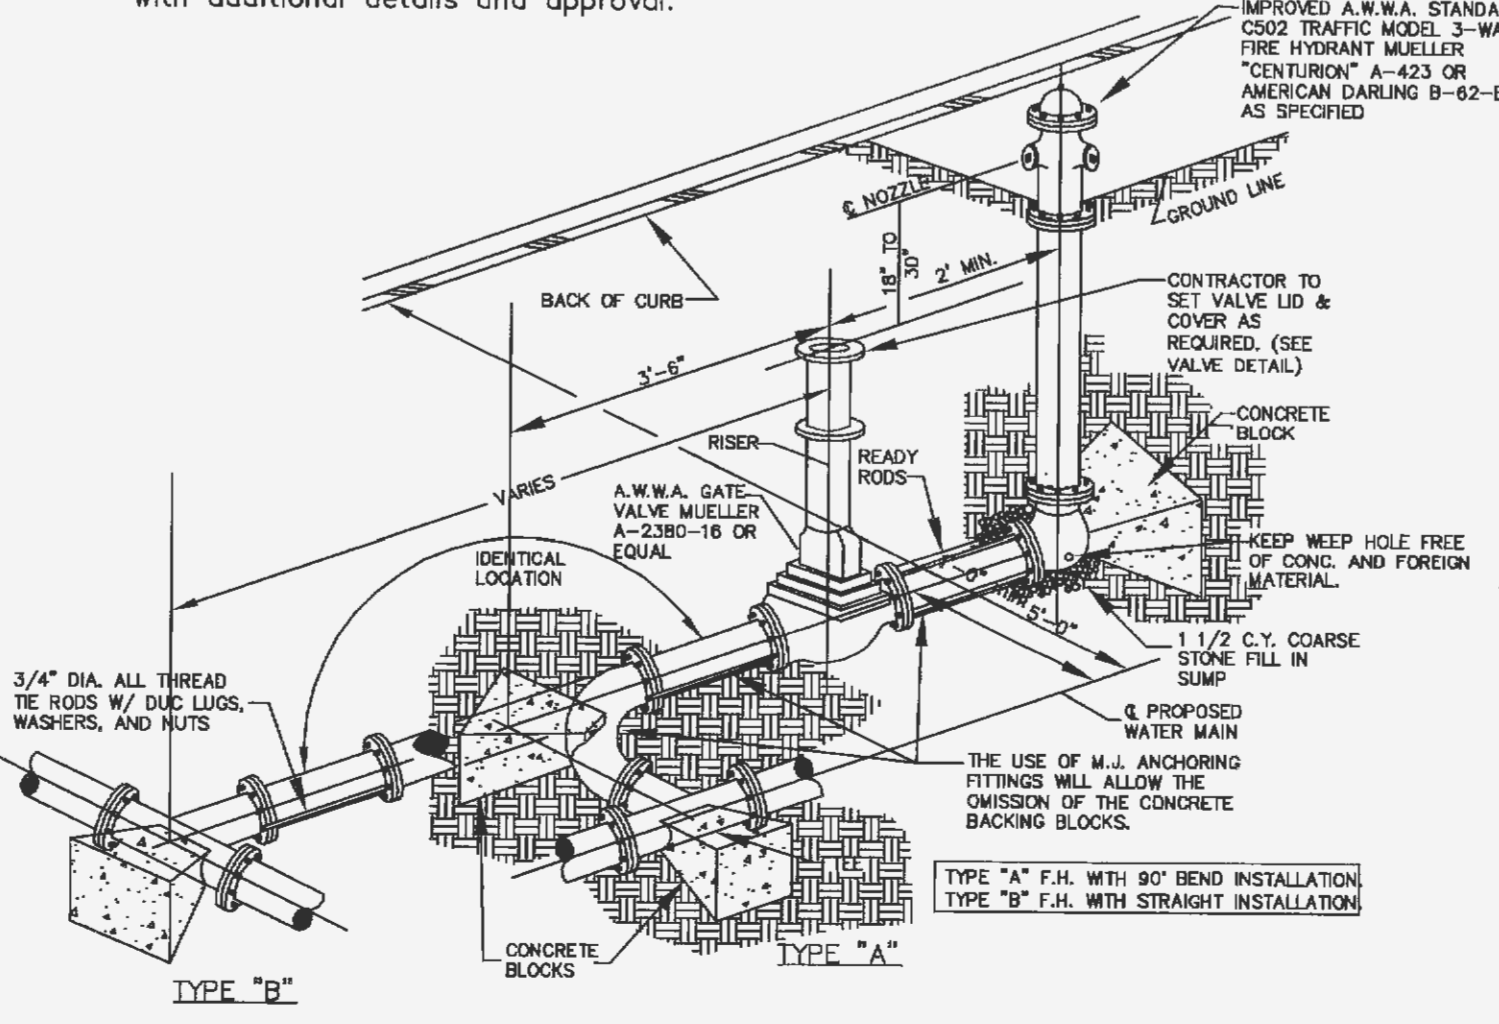 with additional details and approval.
IMPROVED A.W.W.A.
C502 TRAFFIC MODEL
FIRE HYDRANT MUELLER
"CENTURION" A-423 OR
AMERICAN DARLING
AS SPECIFIED
℄ NOZZLE
GROUND LINE
18" TO
30"
2' MIN.
BACK OF CURB
CONTRACTOR TO
SET VALVE LID &
COVER AS
REQUIRED. (SEE
VALVE DETAIL)
3'-6"
CONCRETE
BLOCK
RISER
READY
RODS
VARIES
A.W.W.A. GATE
VALVE MUELLER
A-2380-16 OR
EQUAL
IDENTICAL
LOCATION
KEEP WEEP HOLE FREE
OF CONC. AND FOREIGN
MATERIAL.
5'-0"
1 1/2 C.Y. COARSE
STONE FILL IN
SUMP
3/4" DIA. ALL THREAD
TIE RODS W/ DUC LUGS,
WASHERS, AND NUTS
℄ PROPOSED
WATER MAIN
THE USE OF M.J. ANCHORING
FITTINGS WILL ALLOW THE
OMISSION OF THE CONCRETE
BACKING BLOCKS.
TYPE "A" F.H. WITH 90° BEND INSTALLATION.
TYPE "B" F.H. WITH STRAIGHT INSTALLATION.
CONCRETE
BLOCKS
TYPE "A"
TYPE "B"